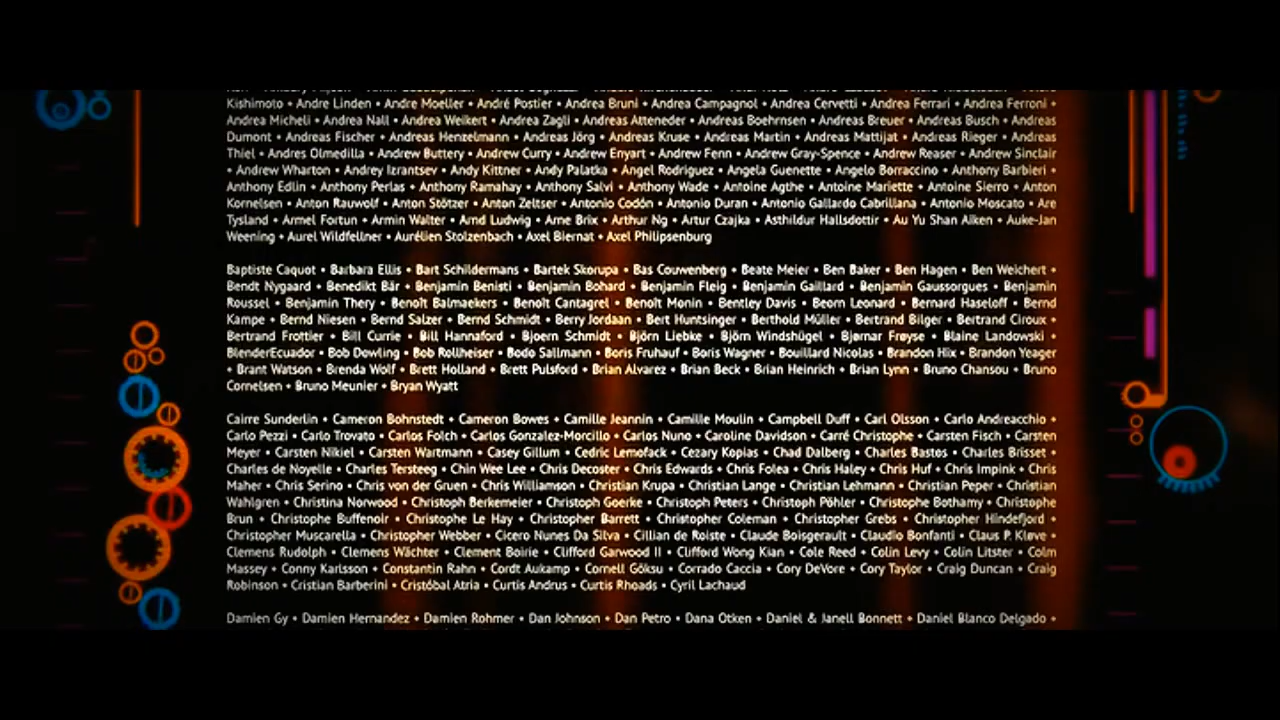 Kishimoto • Andre Linden • Andre Moeller • André Postier • Andrea Bruni • Andrea Campagnol • Andrea Cervetti • Andrea Ferrari • Andrea Ferroni •
Andrea Micheli • Andrea Nall • Andrea Weikert • Andrea Zagli • Andreas Atteneder • Andreas Boehrnsen • Andreas Breuer • Andreas Busch • Andreas
Dumont • Andreas Fischer • Andreas Henzelmann • Andreas Jörg • Andreas Kruse • Andreas Martin • Andreas Mattijat • Andreas Rieger • Andreas
Thiel • Andres Olmedilla • Andrew Buttery • Andrew Curry • Andrew Enyart • Andrew Fenn • Andrew Gray-Spence • Andrew Reaser • Andrew Sinclair
• Andrew Wharton • Andrey Izrantsev • Andy Kittner • Andy Palatka • Angel Rodriguez • Angela Guenette • Angelo Borraccino • Anthony Barbieri •
Anthony Edlin • Anthony Perlas • Anthony Ramahay • Anthony Salvi • Anthony Wade • Antoine Agthe • Antoine Mariette • Antoine Sierro • Anton
Kornelsen • Anton Rauwolf • Anton Stötzer • Anton Zeltser • Antonio Codón • Antonio Duran • Antonio Gallardo Cabrillana • Antonio Moscato • Are
Tysland • Armel Fortun • Armin Walter • Arnd Ludwig • Arne Brix • Arthur Ng • Artur Czajka • Asthildur Hallsdottir • Au Yu Shan Aiken • Auke-Jan
Weening • Aurel Wildfellner • Aurélien Stolzenbach • Axel Biernat • Axel Philipsenburg
Baptiste Caquot • Barbara Ellis • Bart Schildermans • Bartek Skorupa • Bas Couwenberg • Beate Meier • Ben Baker • Ben Hagen • Ben Weichert •
Bendt Nygaard • Benedikt Bär • Benjamin Benisti • Benjamin Bohard • Benjamin Fleig • Benjamin Gaillard • Benjamin Gaussorgues • Benjamin
Roussel • Benjamin Thery • Benoît Balmaekers • Benoît Cantagrel • Benoît Monin • Bentley Davis • Beorn Leonard • Bernard Haseloff • Bernd
Kampe • Bernd Niesen • Bernd Salzer • Bernd Schmidt • Berry Jordaan • Bert Huntsinger • Berthold Müller • Bertrand Bilger • Bertrand Ciroux •
Bertrand Frottier • Bill Currie • Bill Hannaford • Bjoern Schmidt • Björn Liebke • Björn Windshügel • Bjørnar Frøyse • Blaine Landowski •
BlenderEcuador • Bob Dowling • Bob Rollheiser • Bodo Sallmann • Boris Fruhauf • Boris Wagner • Bouillard Nicolas • Brandon Hix • Brandon Yeager
• Brant Watson • Brenda Wolf • Brett Holland • Brett Pulsford • Brian Alvarez • Brian Beck • Brian Heinrich • Brian Lynn • Bruno Chansou • Bruno
Cornelsen • Bruno Meunier • Bryan Wyatt
Cairre Sunderlin • Cameron Bohnstedt • Cameron Bowes • Camille Jeannin • Camille Moulin • Campbell Duff • Carl Olsson • Carlo Andreacchio •
Carlo Pezzi • Carlo Trovato • Carlos Folch • Carlos Gonzalez-Morcillo • Carlos Nuno • Caroline Davidson • Carré Christophe • Carsten Fisch • Carsten
Meyer • Carsten Nikiel • Carsten Wartmann • Casey Gillum • Cedric Lemofack • Cezary Kopias • Chad Dalberg • Charles Bastos • Charles Brisset •
Charles de Noyelle • Charles Tersteeg • Chin Wee Lee • Chris Decoster • Chris Edwards • Chris Folea • Chris Haley • Chris Huf • Chris Impink • Chris
Maher • Chris Serino • Chris von der Gruen • Chris Williamson • Christian Krupa • Christian Lange • Christian Lehmann • Christian Peper • Christian
Wahlgren • Christina Norwood • Christoph Berkemeier • Christoph Goerke • Christoph Peters • Christoph Pöhler • Christophe Bothamy • Christophe
Brun • Christophe Buffenoir • Christophe Le Hay • Christopher Barrett • Christopher Coleman • Christopher Grebs • Christopher Hindefjord •
Christopher Muscarella • Christopher Webber • Cicero Nunes Da Silva • Cillian de Roiste • Claude Boisgerault • Claudio Bonfanti • Claus P. Kløve •
Clemens Rudolph • Clemens Wächter • Clement Boirie • Clifford Garwood II • Clifford Wong Kian • Cole Reed • Colin Levy • Colin Litster • Colm
Massey • Conny Karlsson • Constantin Rahn • Cordt Aukamp • Cornell Göksu • Corrado Caccia • Cory DeVore • Cory Taylor • Craig Duncan • Craig
Robinson • Cristian Barberini • Cristóbal Atria • Curtis Andrus • Curtis Rhoads • Cyril Lachaud
Damien Gy • Damien Hernandez • Damien Rohmer • Dan Johnson • Dan Petro • Dana Otken • Daniel & Janell Bonnett • Daniel Blanco Delgado •